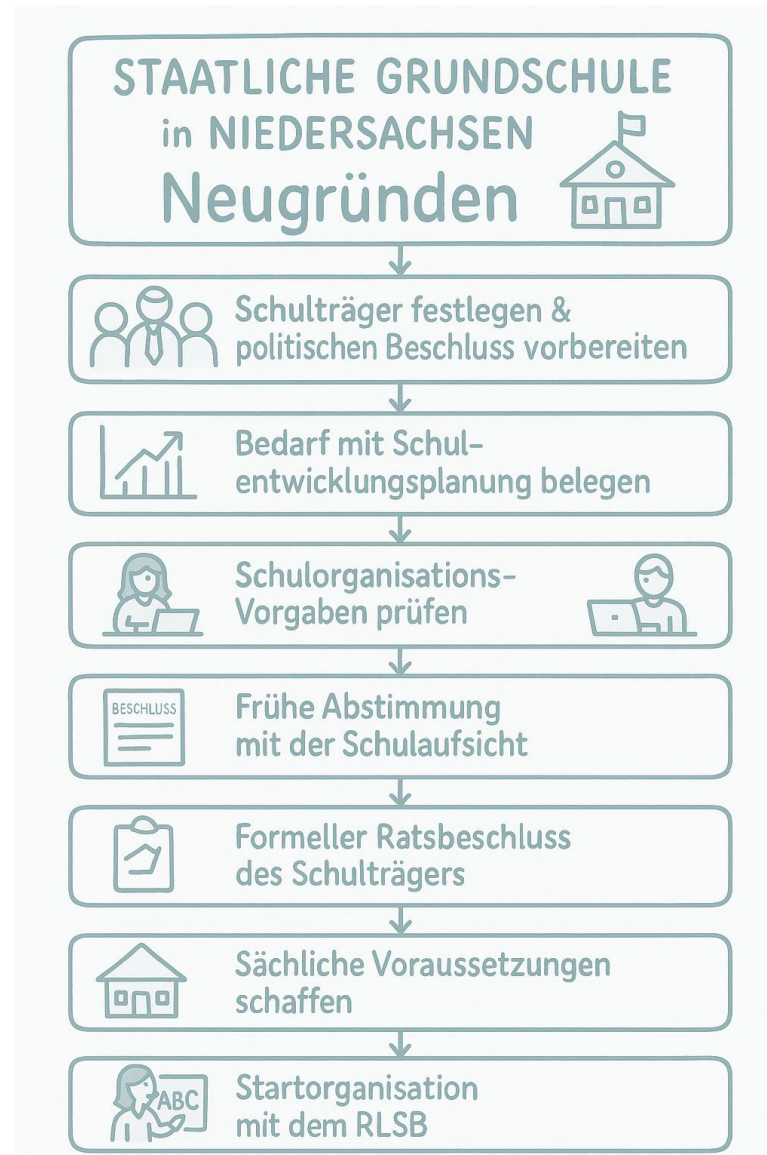 STAATLICHE GRUNDSCHULE
in NIEDERSACHSEN
Neugründen
Schulträger festlegen &
politischen Beschluss vorbereiten
Bedarf mit Schul-
entwicklungsplanung belegen
Schulorganisations-
Vorgaben prüfen
BESCHLUSS
Frühe Abstimmung
mit der Schulaufsicht
Formeller Ratsbeschluss
des Schulträgers
Sächliche Voraussetzungen
schaffen
ABC
Startorganisation
mit dem RLSB